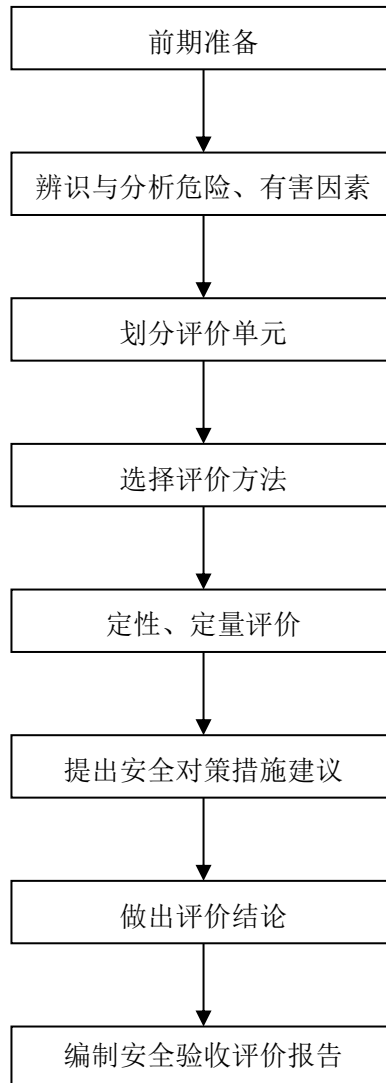 前期准备
辨识与分析危险、有害因素
划分评价单元
选择评价方法
定性、定量评价
提出安全对策措施建议
做出评价结论
编制安全验收评价报告